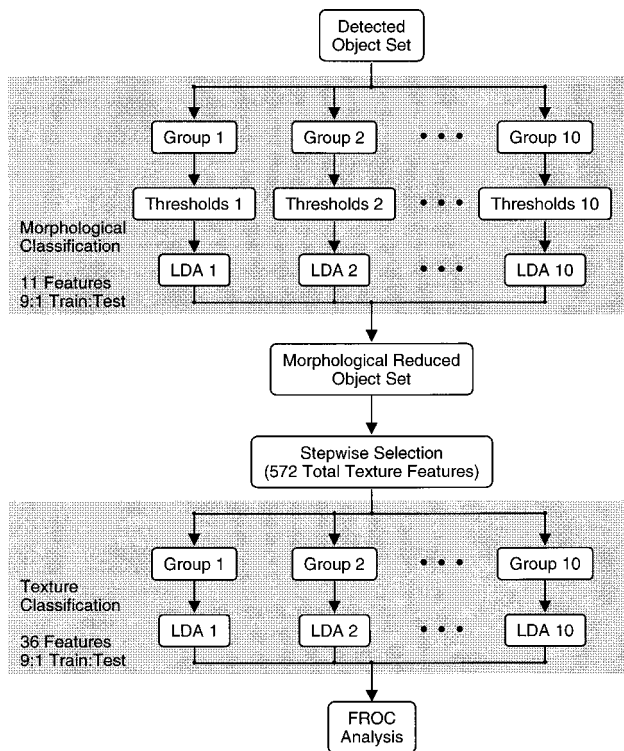 Detected
Object Set
Group 1
Group 2
Group 10
Thresholds 1
Thresholds 2
Thresholds 10
Morphological
Classification
LDA 1
LDA 2
LDA 10
11 Features
9:1 Train:Test
Morphological Reduced
Object Set
Stepwise Selection
(572 Total Texture Features)
Group 1
Group 2
Group 10
Texture
Classification
LDA 1
LDA 2
LDA 10
36 Features
9:1 Train:Test
FROC
Analysis